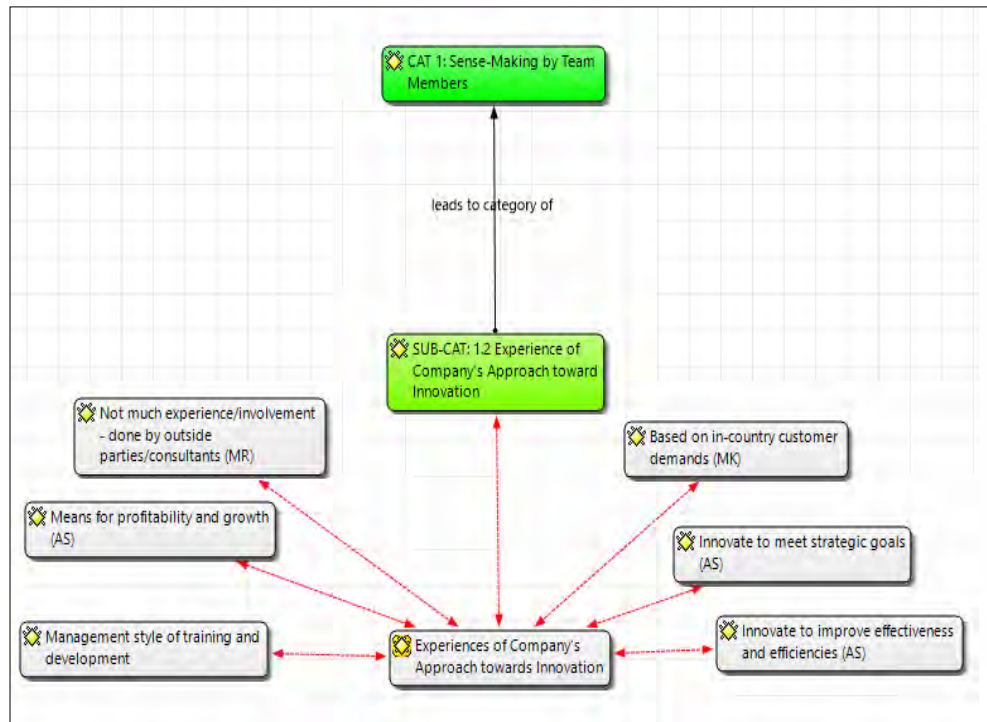 CAT 1: Sense-Making by Team
Members
leads to category of
SUB-CAT: 1.2 Experience of
Company's Approach toward
Innovation
Not much experience/involvement
- done by outside
parties/consultants (MR)
Based on in-country customer
demands (MK)
Means for profitability and growth
(AS)
Innovate to meet strategic goals
(AS)
Management style of training and
development
Experiences of Company's
Approach towards Innovation
Innovate to improve effectiveness
and efficiencies (AS)